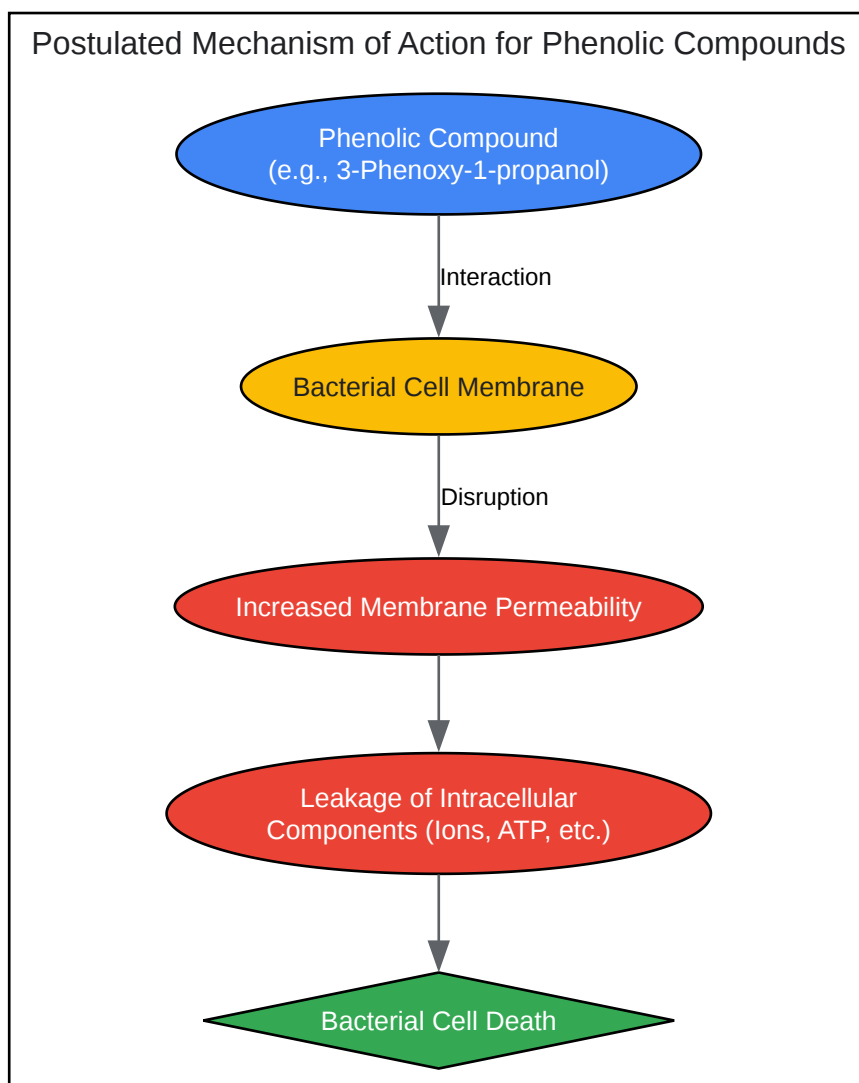 Postulated Mechanism of Action for Phenolic Compounds
Phenolic Compound
(e.g., 3-Phenoxy-1-propanol)
Interaction
Bacterial Cell Membrane
Disruption
Increased Membrane Permeability
Leakage of Intracellular
Components (Ions, ATP, etc.)
Bacterial Cell Death